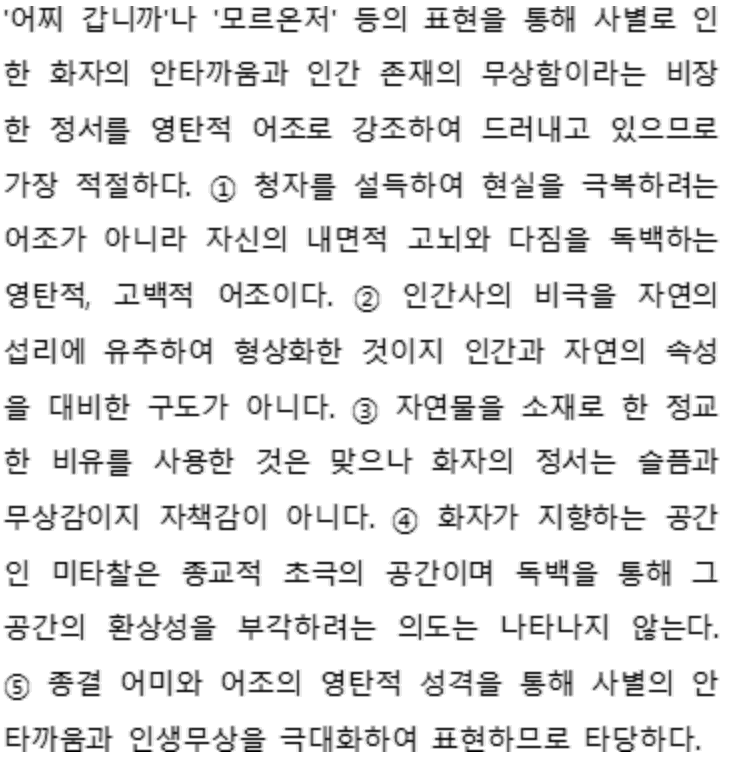 '어찌 갑니까'나 '모르온저' 등의 표현을 통해 사별로 인
한 화자의 안타까움과 인간 존재의 무상함이라는 비장
한 정서를 영탄적 어조로 강조하여 드러내고 있으므로
가장 적절하다. ① 청자를 설득하여 현실을 극복하려는
어조가 아니라 자신의 내면적 고뇌와 다짐을 독백하는
영탄적, 고백적 어조이다. ② 인간사의 비극을 자연의
섭리에 유추하여 형상화한 것이지 인간과 자연의 속성
을 대비한 구도가 아니다. ③ 자연물을 소재로 한 정교
한 비유를 사용한 것은 맞으나 화자의 정서는 슬픔과
무상감이지 자책감이 아니다. ④ 화자가 지향하는 공간
인 미타찰은 종교적 초극의 공간이며 독백을 통해 그
공간의 환상성을 부각하려는 의도는 나타나지 않는다.
⑤ 종결 어미와 어조의 영탄적 성격을 통해 사별의 안
타까움과 인생무상을 극대화하여 표현하므로 타당하다.